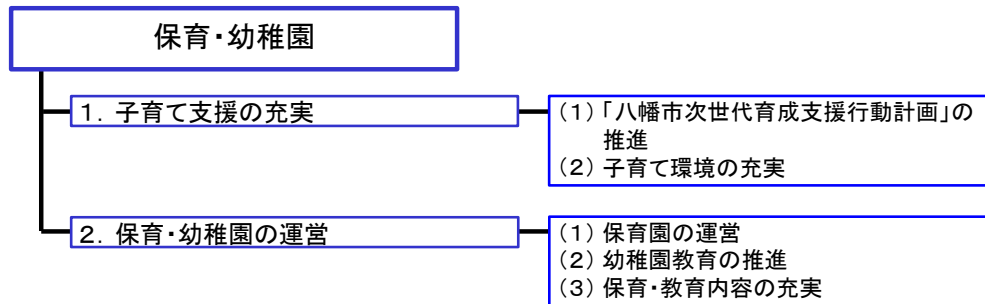 保育・幼稚園
１．子育て支援の充実
（１）「八幡市次世代育成支援行動計画」の
推進
（２）子育て環境の充実
２．保育・幼稚園の運営
（１）保育園の運営
（２）幼稚園教育の推進
（３）保育・教育内容の充実